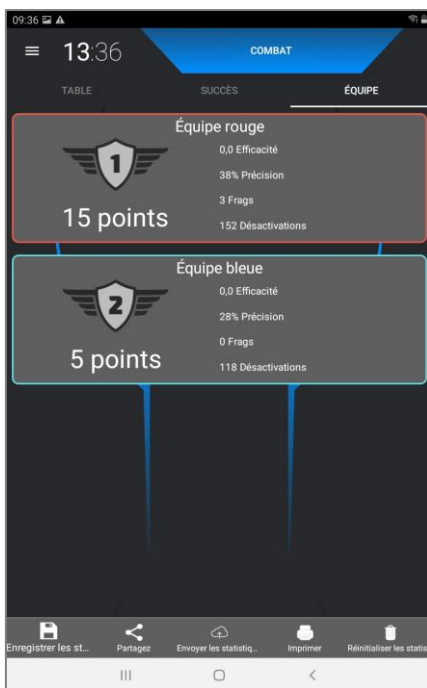 09:36
13:36
COMBAT
TABLE SUCCÈS ÉQUIPE
Équipe rouge
1
15 points
0,0 Efficacité
38% Précision
3 Frags
152 Désactivations
Équipe bleue
2
5 points
0,0 Efficacité
28% Précision
0 Frags
118 Désactivations
Enregistrer les st... Partagez Envoyer les statistiq... Imprimer Réinitialiser les statis